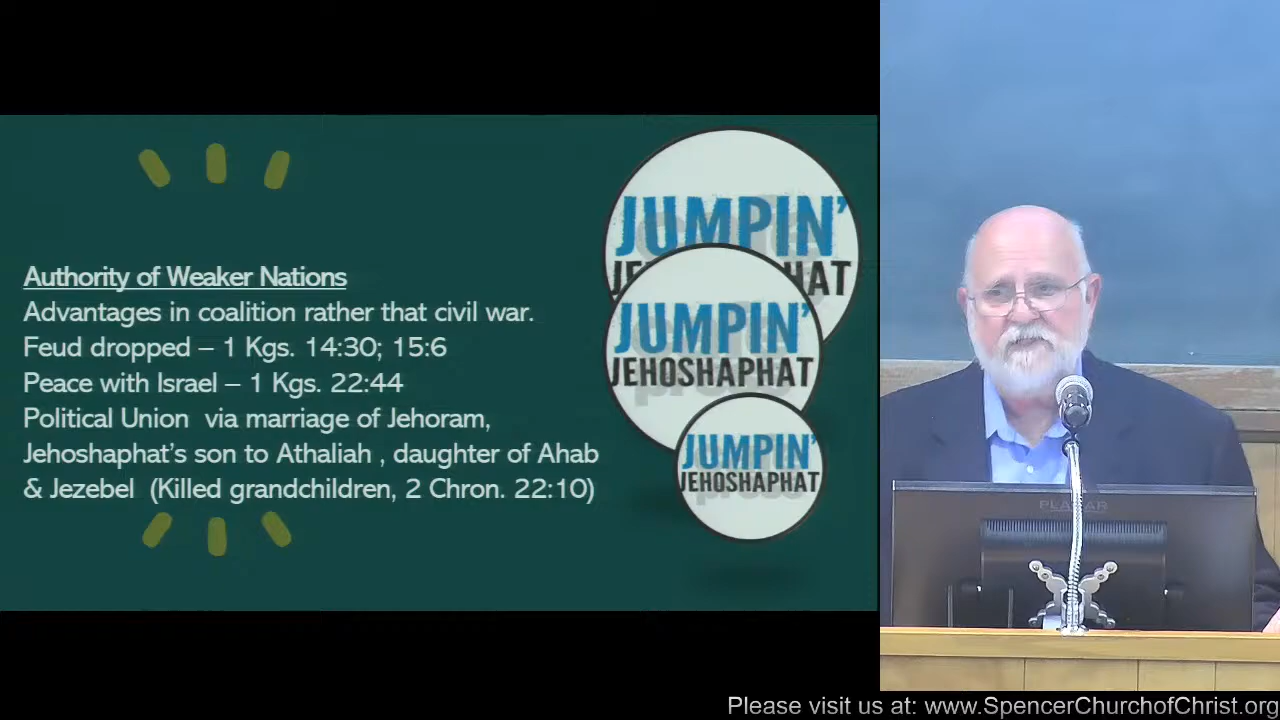 Authority of Weaker Nations
Advantages in coalition rather that civil war.
Feud dropped – 1 Kgs. 14:30; 15:6
Peace with Israel – 1 Kgs. 22:44
Political Union  via marriage of Jehoram,
Jehoshaphat's son to Athaliah , daughter of Ahab
& Jezebel  (Killed grandchildren, 2 Chron. 22:10)
JUMPIN'
JUMPIN'
JEHOSHAPHAT
JUMPIN'
JEHOSHAPHAT
PLANAR
Please visit us at: www.SpencerChurchofChrist.org